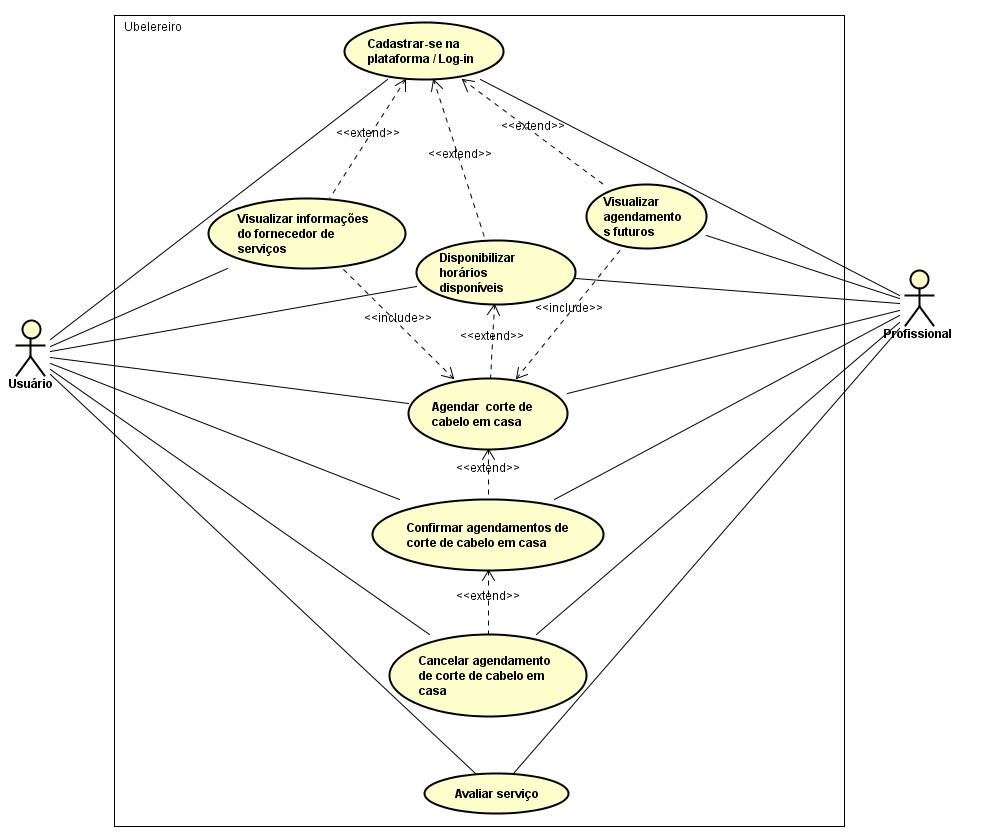 Ubelereiro
Cadastrar-se na
plataforma / Log-in
<<extend>>
<<extend>>
<<extend>>
Visualizar informações
do fornecedor de
serviços
Visualizar
agendamento
s futuros
Disponibilizar
horários
disponíveis
<<include>>
<<extend>>
<<include>>
Usuário
Profissional
Agendar corte de
cabelo em casa
<<extend>>
Confirmar agendamentos de
corte de cabelo em casa
<<extend>>
Cancelar agendamento
de corte de cabelo em
casa
Avaliar serviço